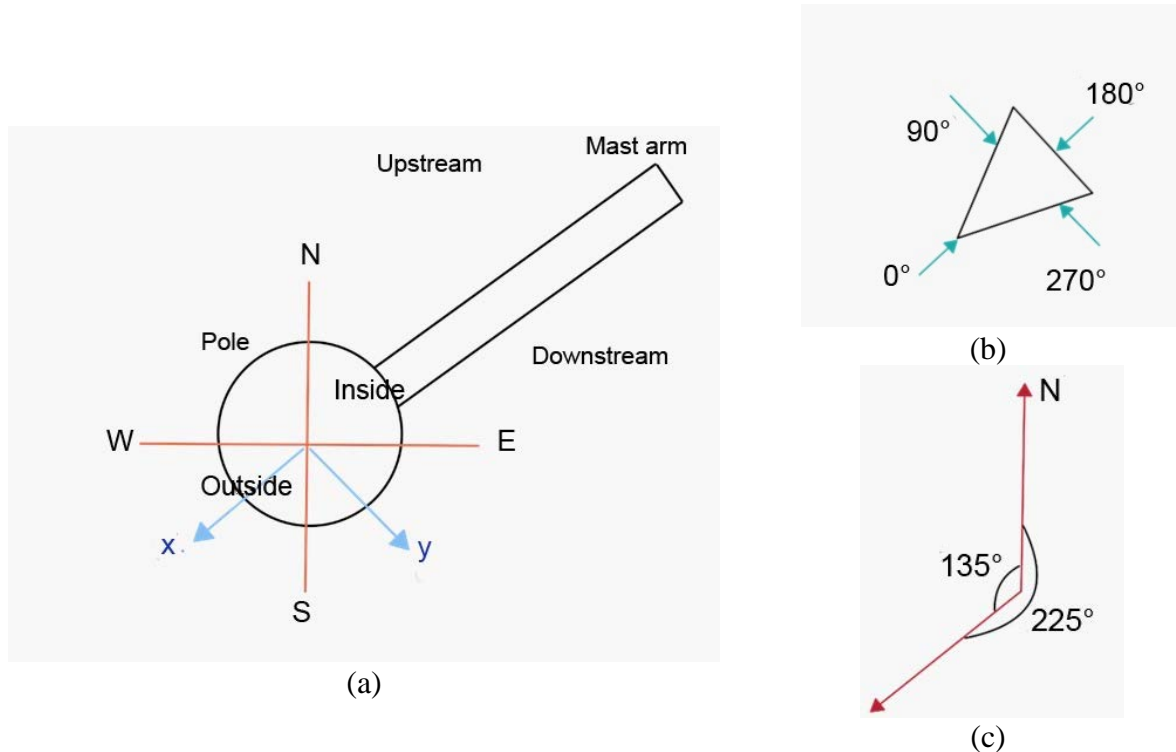 Upstream
Mast arm
N
Pole
Inside
Downstream
W
E
Outside
x
y
S
(a)
90°
180°
0°
270°
(b)
N
135°
225°
(c)